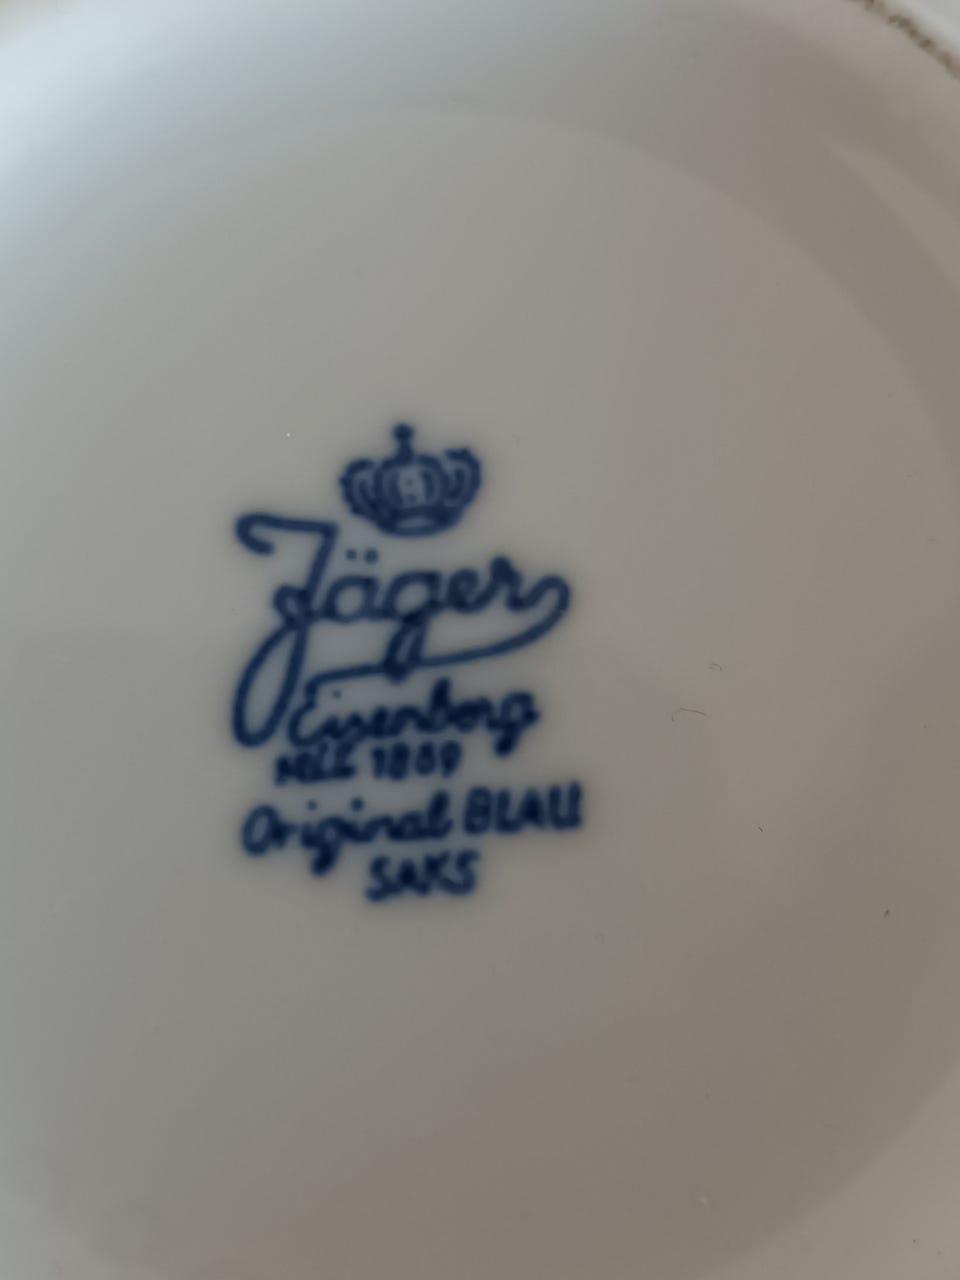 Jäger
Eisenberg
1869
Original BLAU
SAKS